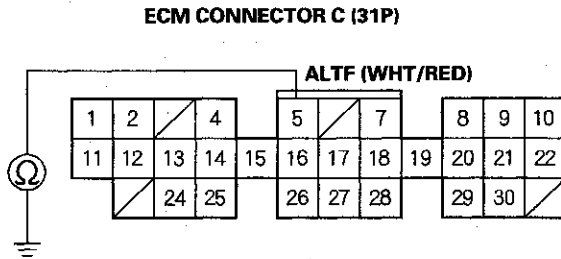 ECM CONNECTOR C (31P)
ALTF (WHT/RED)
1 2 4 5 7 8 9 10
11 12 13 14 15 16 17 18 19 20 21 22
24 25 26 27 28 29 30
Ω